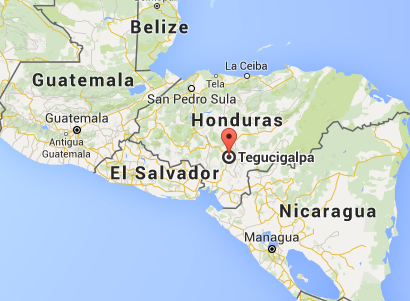 Belize
La Ceiba
Guatemala
Tela
San Pedro Sula
Honduras
Guatemala
Antigua
Guatemala
Tegucigalpa
El Salvador
Nicaragua
Managua